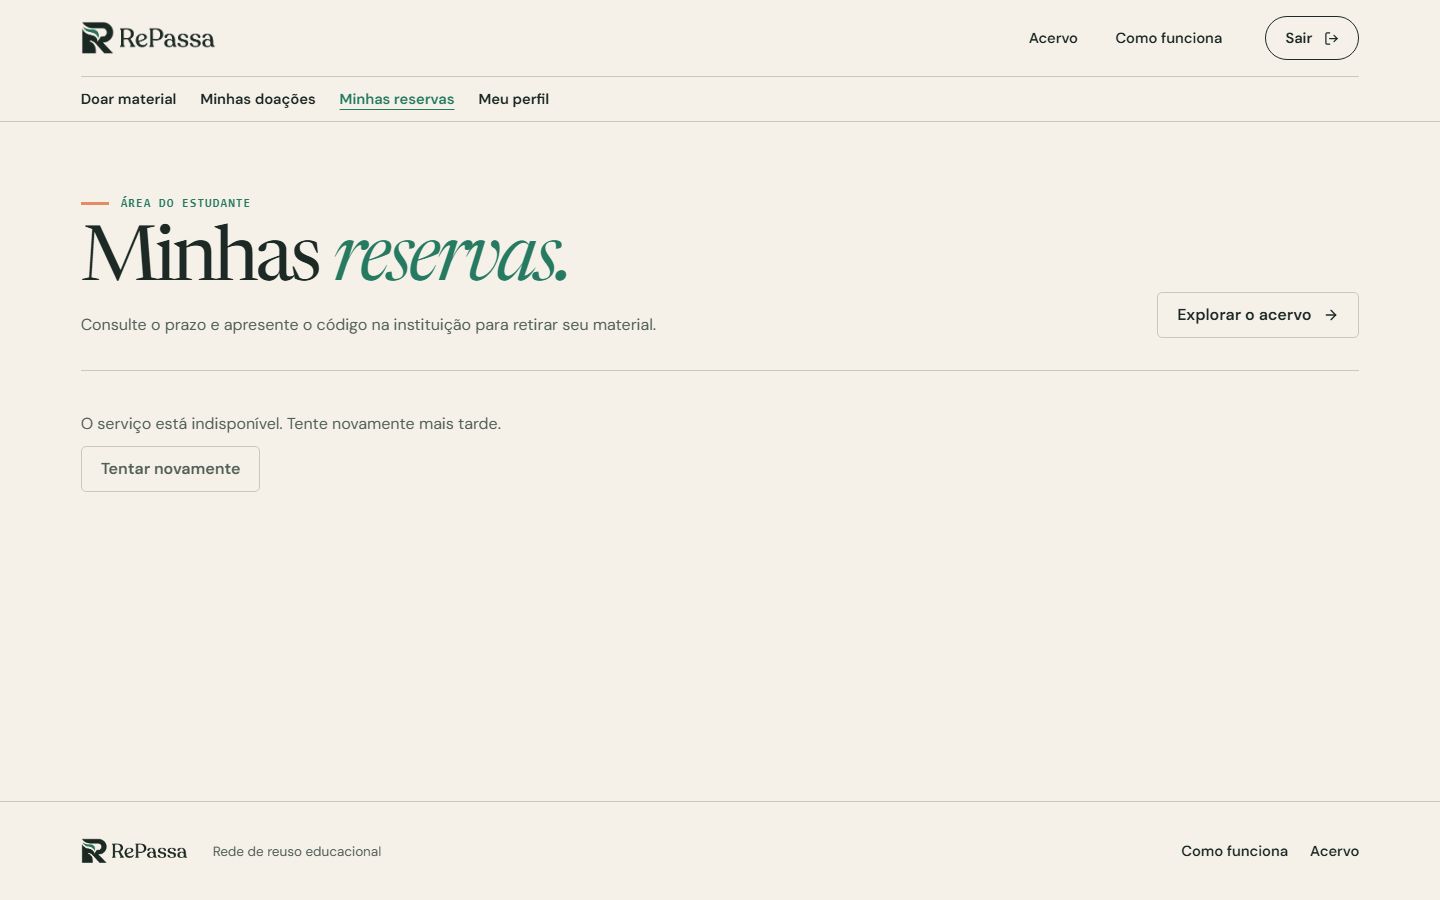 RePassa
Acervo
Como funciona
Sair
Doar material
Minhas doações
Minhas reservas
Meu perfil
ÁREA DO ESTUDANTE
Minhas reservas.
Consulte o prazo e apresente o código na instituição para retirar seu material.
Explorar o acervo
O serviço está indisponível. Tente novamente mais tarde.
Tentar novamente
RePassa
Rede de reuso educacional
Como funciona
Acervo